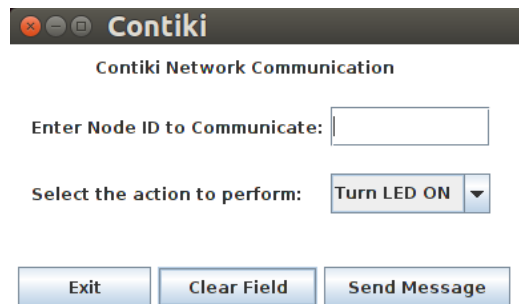 Contiki
Contiki Network Communication
Enter Node ID to Communicate:
Select the action to perform: Turn LED ON
Exit Clear Field Send Message